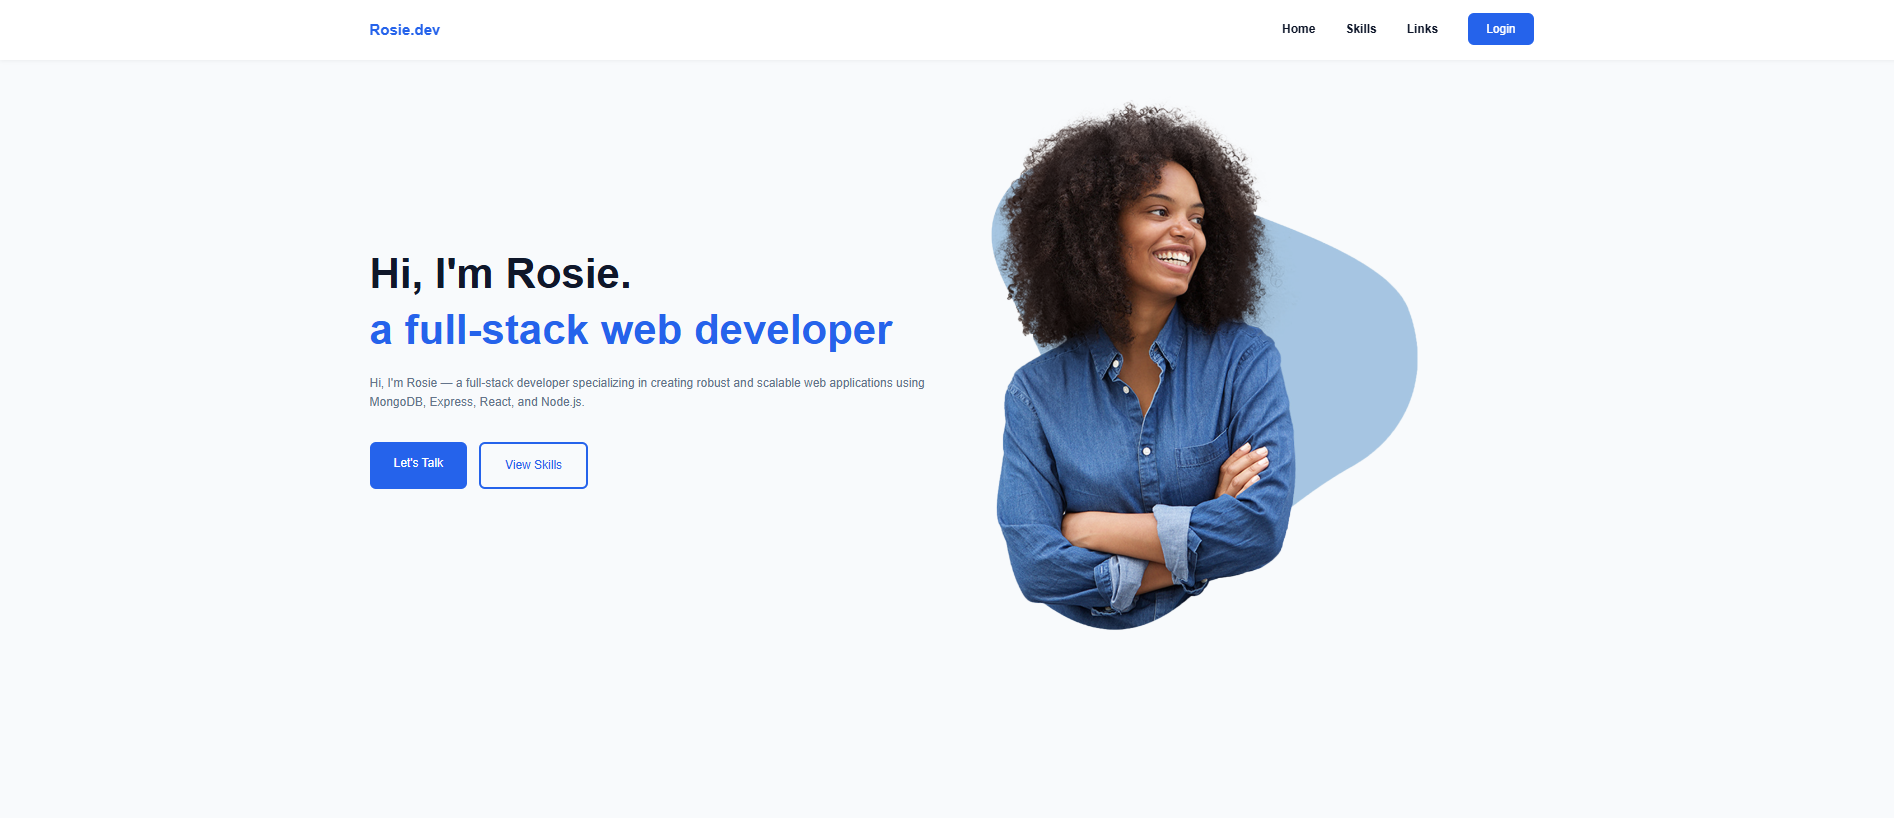 Rosie.dev
Home Skills Links Login
Hi, I'm Rosie.
a full-stack web developer
Hi, I'm Rosie — a full-stack developer specializing in creating robust and scalable web applications using
MongoDB, Express, React, and Node.js.
Let's Talk View Skills